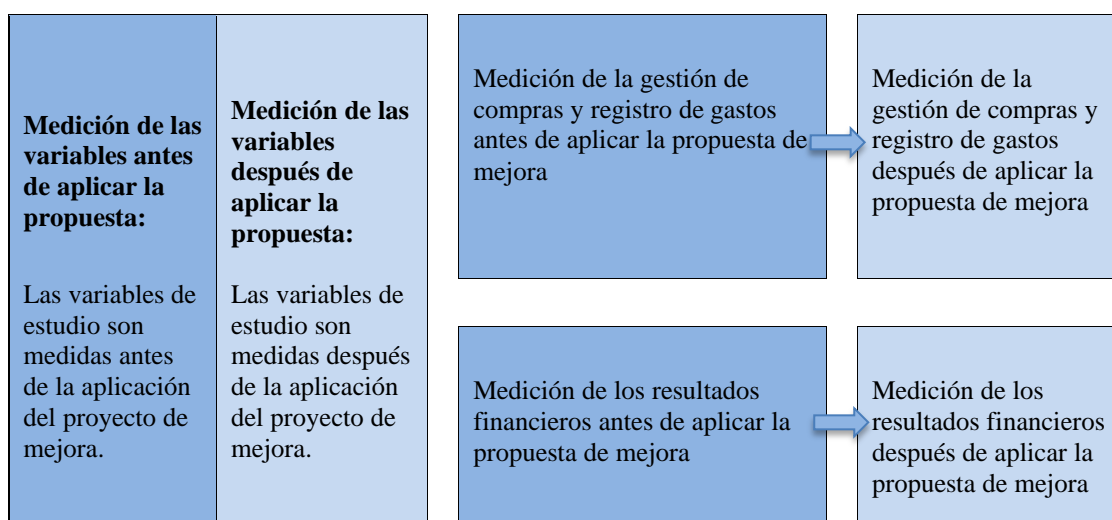 Medición de las
variables antes
de aplicar la
propuesta:
Las variables de
estudio son
medidas antes
de la aplicación
del proyecto de
mejora.
Medición de las
variables
después de
aplicar la
propuesta:
Las variables de
estudio son
medidas después
de la aplicación
del proyecto de
mejora.
Medición de la gestión de
compras y registro de gastos
antes de aplicar la propuesta de
mejora
Medición de la
gestión de compras y
registro de gastos
después de aplicar la
propuesta de mejora
Medición de los resultados
financieros antes de aplicar la
propuesta de mejora
Medición de los
resultados financieros
después de aplicar la
propuesta de mejora